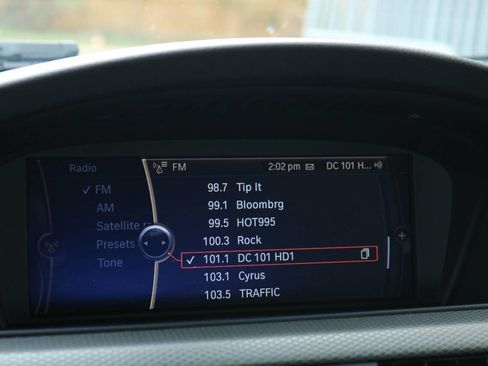 Radio
FM 2:02 pm DC 101 H...
✓ FM
AM
Satellite r
Presets
Tone
98.7 Tip It
99.1 Bloombrg
99.5 HOT995
100.3 Rock
✓ 101.1 DC 101 HD1
103.1 Cyrus
103.5 TRAFFIC